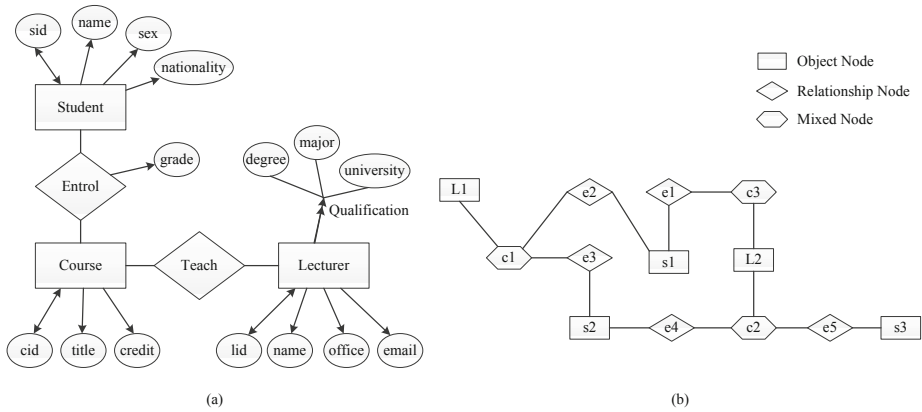 sid
name
sex
nationality
Student
grade
Entrol
degree
major
university
Qualification
Course
Teach
Lecturer
cid
title
credit
lid
name
office
email
(a)
Object Node
Relationship Node
Mixed Node
L1
e2
e1
c3
c1
e3
s1
L2
s2
e4
c2
e5
s3
(b)